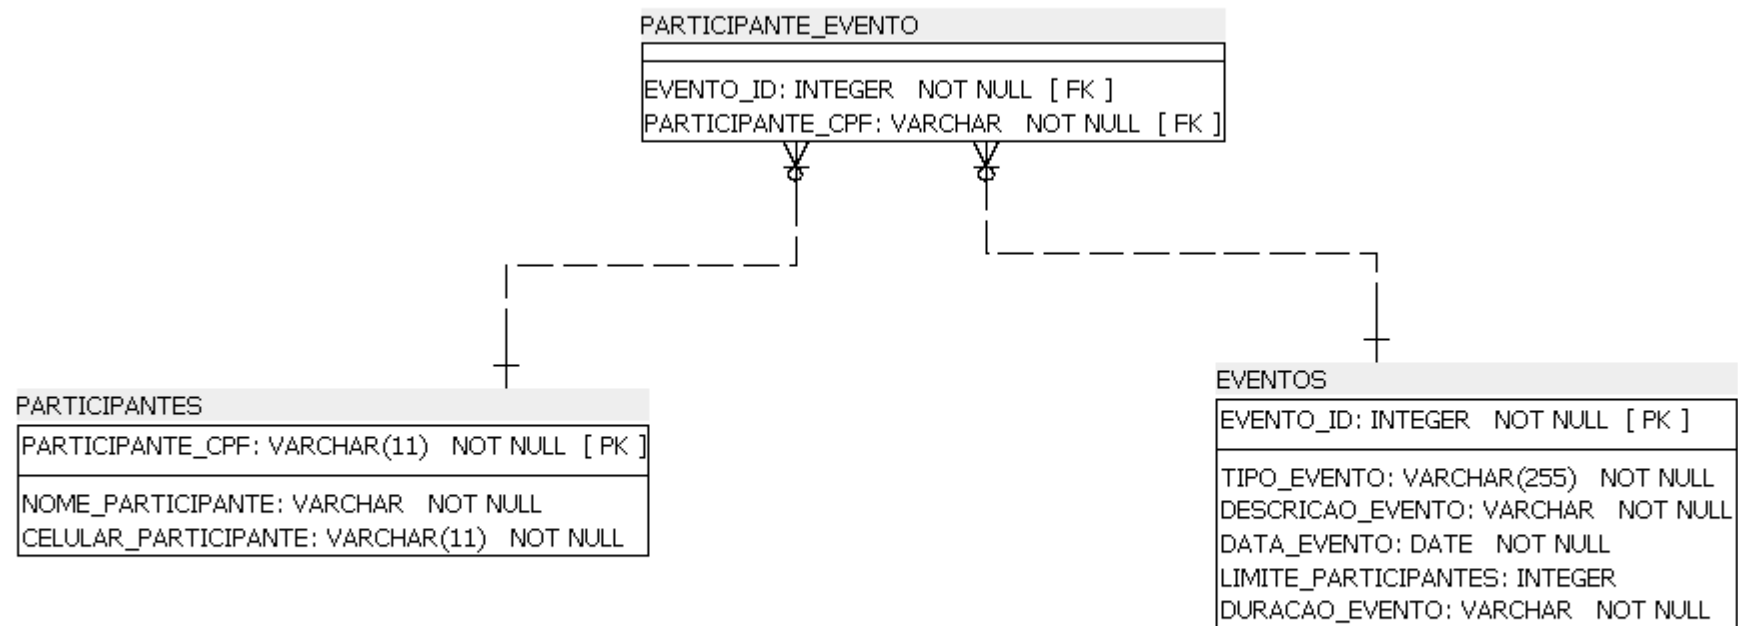 PARTICIPANTE_EVENTO
EVENTO_ID: INTEGER NOT NULL [ FK ]
PARTICIPANTE_CPF: VARCHAR NOT NULL [ FK ]
PARTICIPANTES
PARTICIPANTE_CPF: VARCHAR(11) NOT NULL [ PK ]
NOME_PARTICIPANTE: VARCHAR NOT NULL
CELULAR_PARTICIPANTE: VARCHAR(11) NOT NULL
EVENTOS
EVENTO_ID: INTEGER NOT NULL [ PK ]
TIPO_EVENTO: VARCHAR(255) NOT NULL
DESCRICAO_EVENTO: VARCHAR NOT NULL
DATA_EVENTO: DATE NOT NULL
LIMITE_PARTICIPANTES: INTEGER
DURACAO_EVENTO: VARCHAR NOT NULL